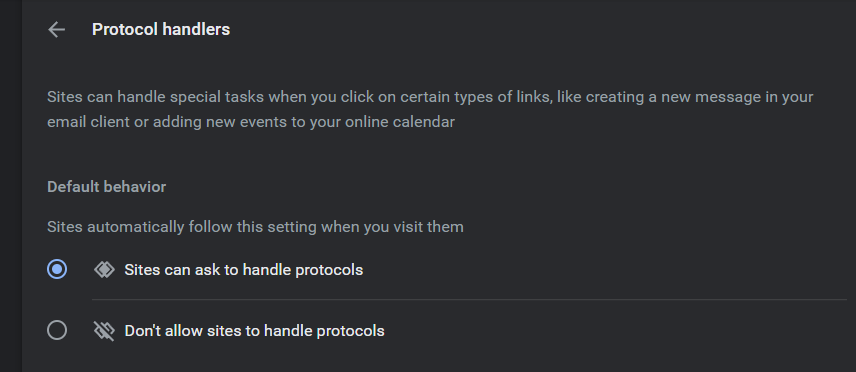 Protocol handlers
Sites can handle special tasks when you click on certain types of links, like creating a new message in your
email client or adding new events to your online calendar
Default behavior
Sites automatically follow this setting when you visit them
Sites can ask to handle protocols
Don't allow sites to handle protocols